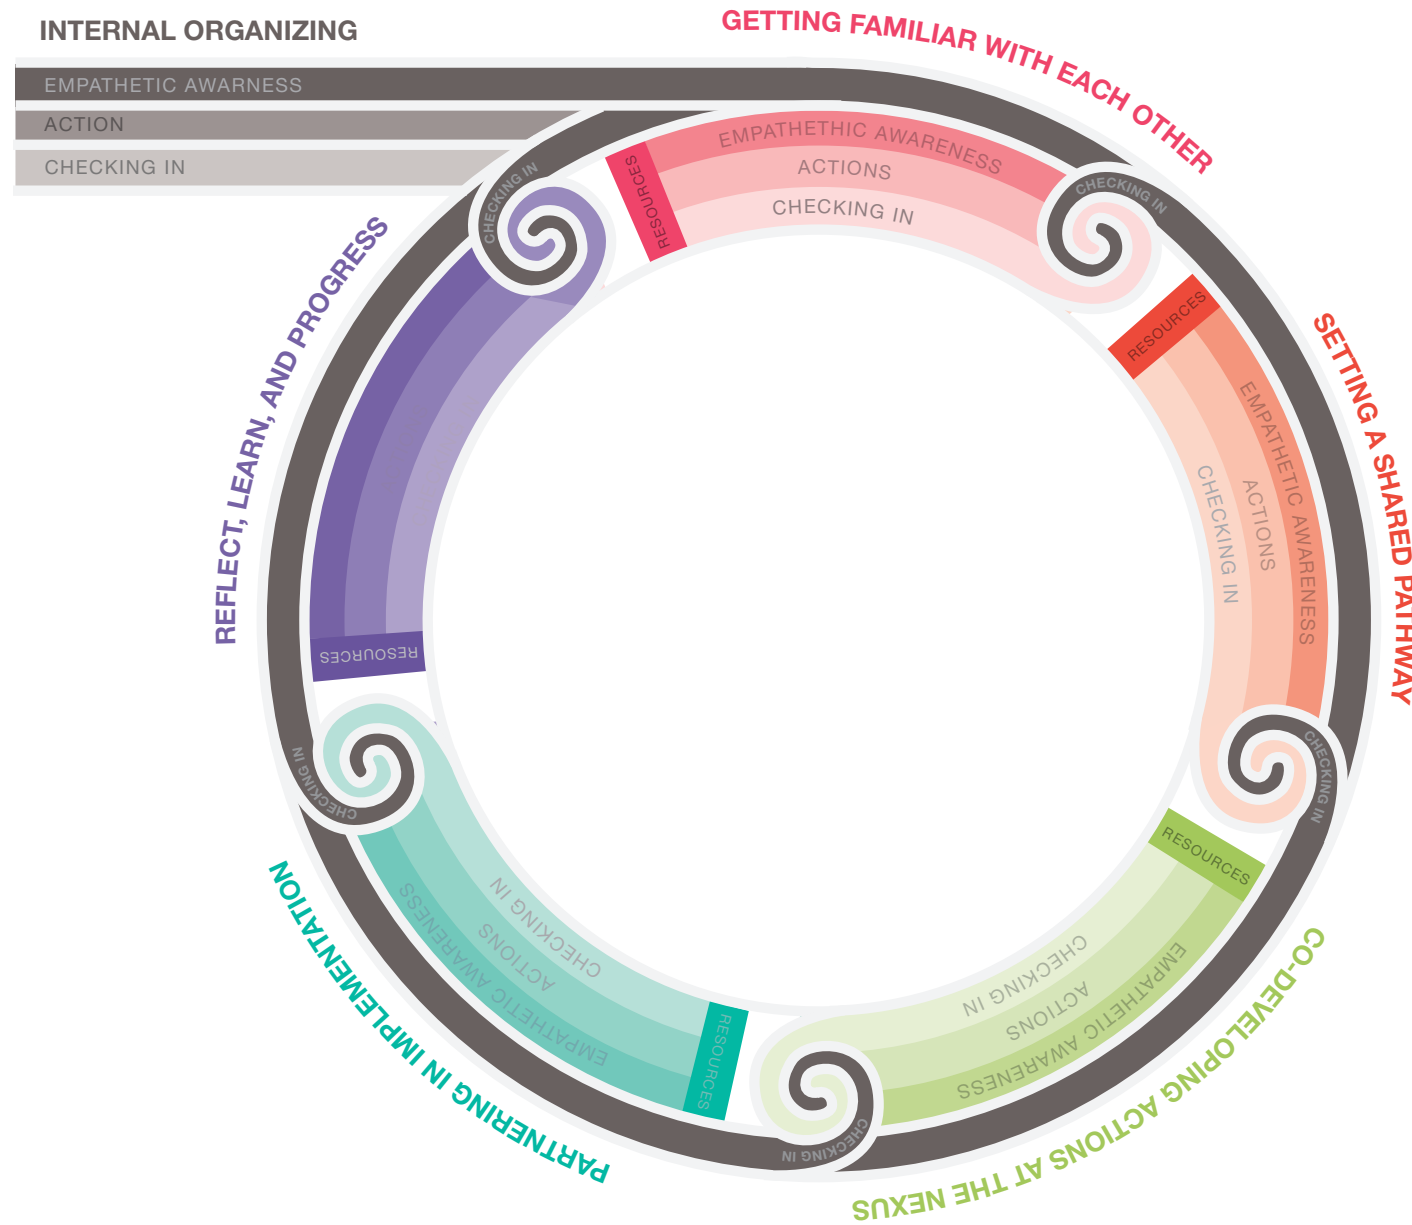 INTERNAL ORGANIZING
EMPATHETIC AWARNESS
ACTION
CHECKING IN
GETTING FAMILIAR WITH EACH OTHER
RESOURCES
EMPATHETHIC AWARENESS
ACTIONS
CHECKING IN
CHECKING IN
SETTING A SHARED PATHWAY
RESOURCES
EMPATHETIC AWARENESS
ACTIONS
CHECKING IN
CHECKING IN
CO-DEVELOPING ACTIONS AT THE NEXUS
RESOURCES
EMPATHETIC AWARENESS
ACTIONS
CHECKING IN
CHECKING IN
PARTNERING IN IMPLEMENTATION
RESOURCES
EMPATHETIC AWARENESS
ACTIONS
CHECKING IN
CHECKING IN
REFLECT, LEARN, AND PROGRESS
RESOURCES
CHECKING IN